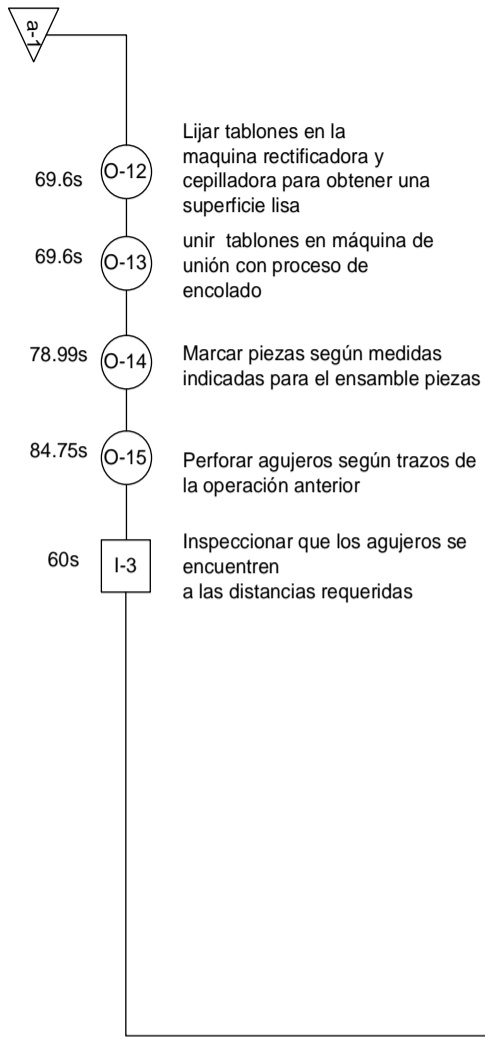 a-1
69.6s
O-12
Lijar tablones en la
maquina rectificadora y
cepilladora para obtener una
superficie lisa
69.6s
O-13
unir tablones en máquina de
unión con proceso de
encolado
78.99s
O-14
Marcar piezas según medidas
indicadas para el ensamble piezas
84.75s
O-15
Perforar agujeros según trazos de
la operación anterior
60s
I-3
Inspeccionar que los agujeros se
encuentren
a las distancias requeridas